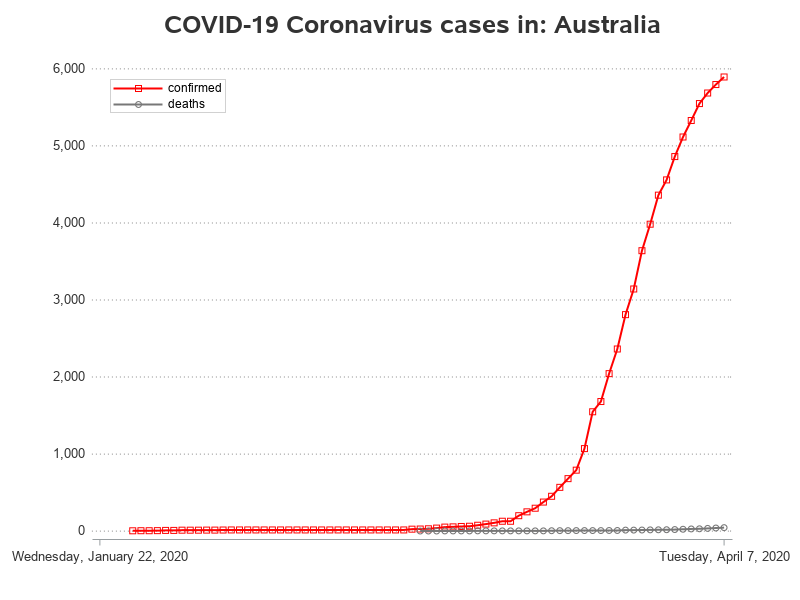 COVID-19 Coronavirus cases in: Australia
6,000
confirmed
deaths
5,000
4,000
3,000
2,000
1,000
0
Wednesday, January 22, 2020
Tuesday, April 7, 2020